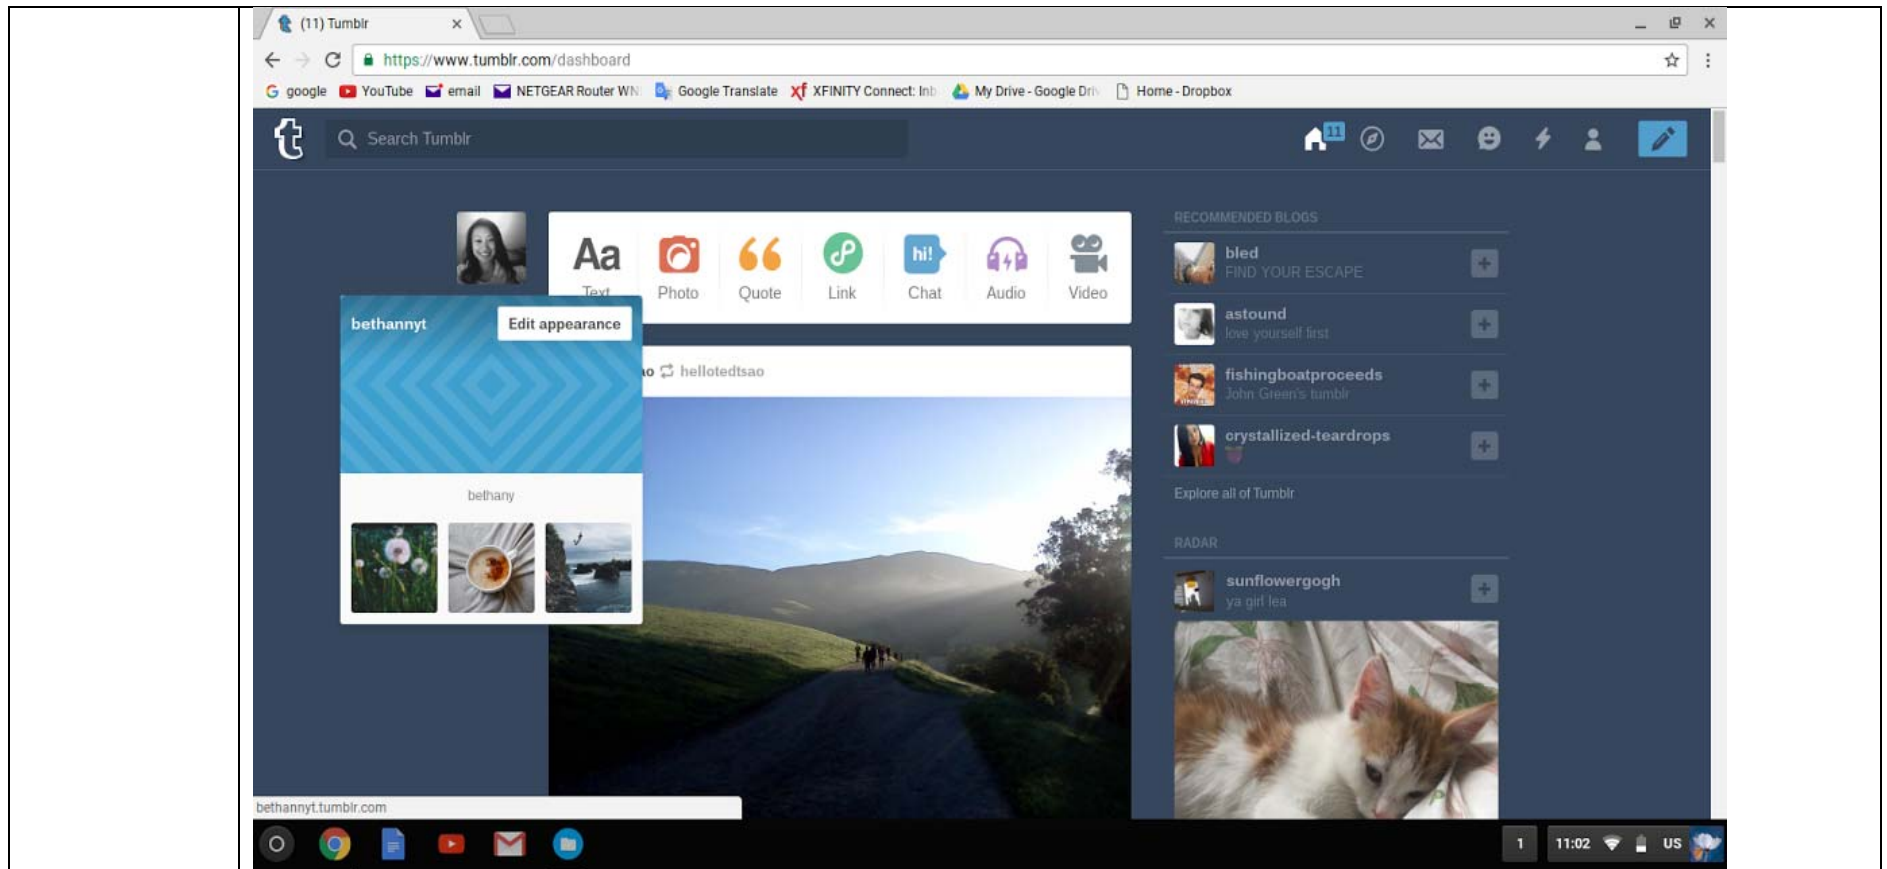 (11) Tumblr
https://www.tumblr.com/dashboard
google YouTube email NETGEAR Router WN Google Translate XFINITY Connect: Inb My Drive - Google Driv Home - Dropbox
Search Tumblr
11
Aa
hi!
Text Photo Quote Link Chat Audio Video
bethannyt
Edit appearance
bethany
ao hellotedtsao
RECOMMENDED BLOGS
bled
FIND YOUR ESCAPE
astound
love yourself first
fishingboatproceeds
John Green's tumblr
crystallized-teardrops
Explore all of Tumblr
RADAR
sunflowergogh
ya girl lea
bethannyt.tumblr.com
1 11:02 US